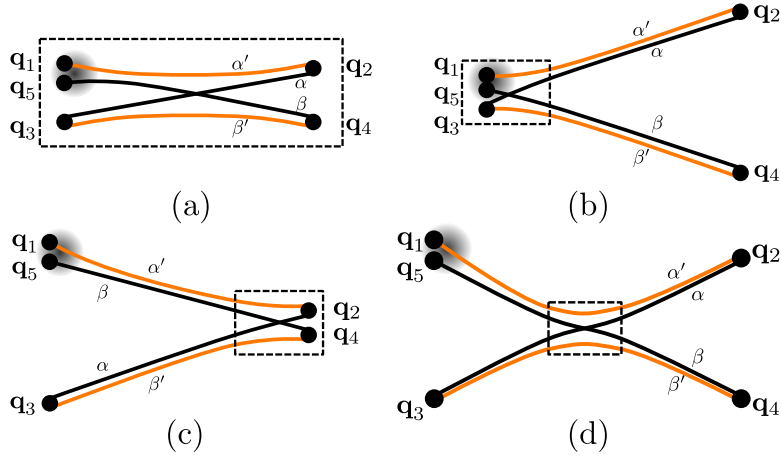 q₁ α′ q₂
q₅ α
β
q₃ β′ q₄
(a)
q₂
α′
α
q₁
q₅
q₃
β
β′
q₄
(b)
q₁
q₅
α′
β
q₂
q₄
α
β′
q₃
(c)
q₁
q₅
q₂
α′
α
β
β′
q₃
q₄
(d)